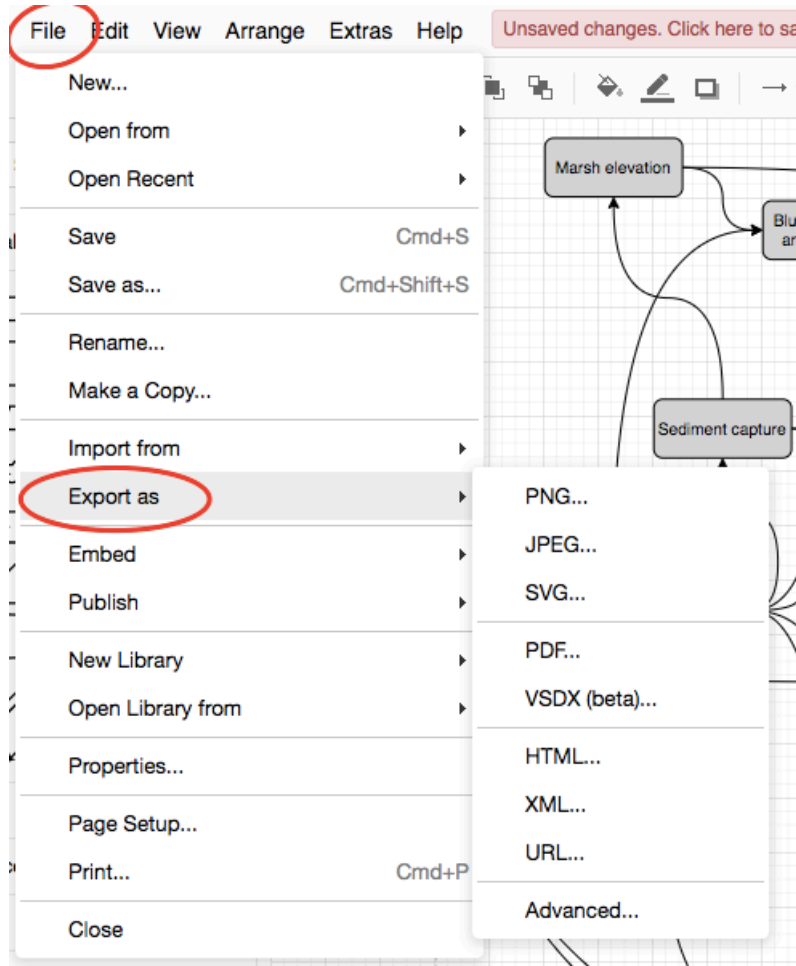 File Edit View Arrange Extras Help
Unsaved changes. Click here to
New...
Open from
Open Recent
Save Cmd+S
Save as... Cmd+Shift+S
Rename...
Make a Copy...
Import from
Export as
Embed
Publish
New Library
Open Library from
Properties...
Page Setup...
Print... Cmd+P
Close
PNG...
JPEG...
SVG...
PDF...
VSDX (beta)...
HTML...
XML...
URL...
Advanced...
Marsh elevation
Sediment capture